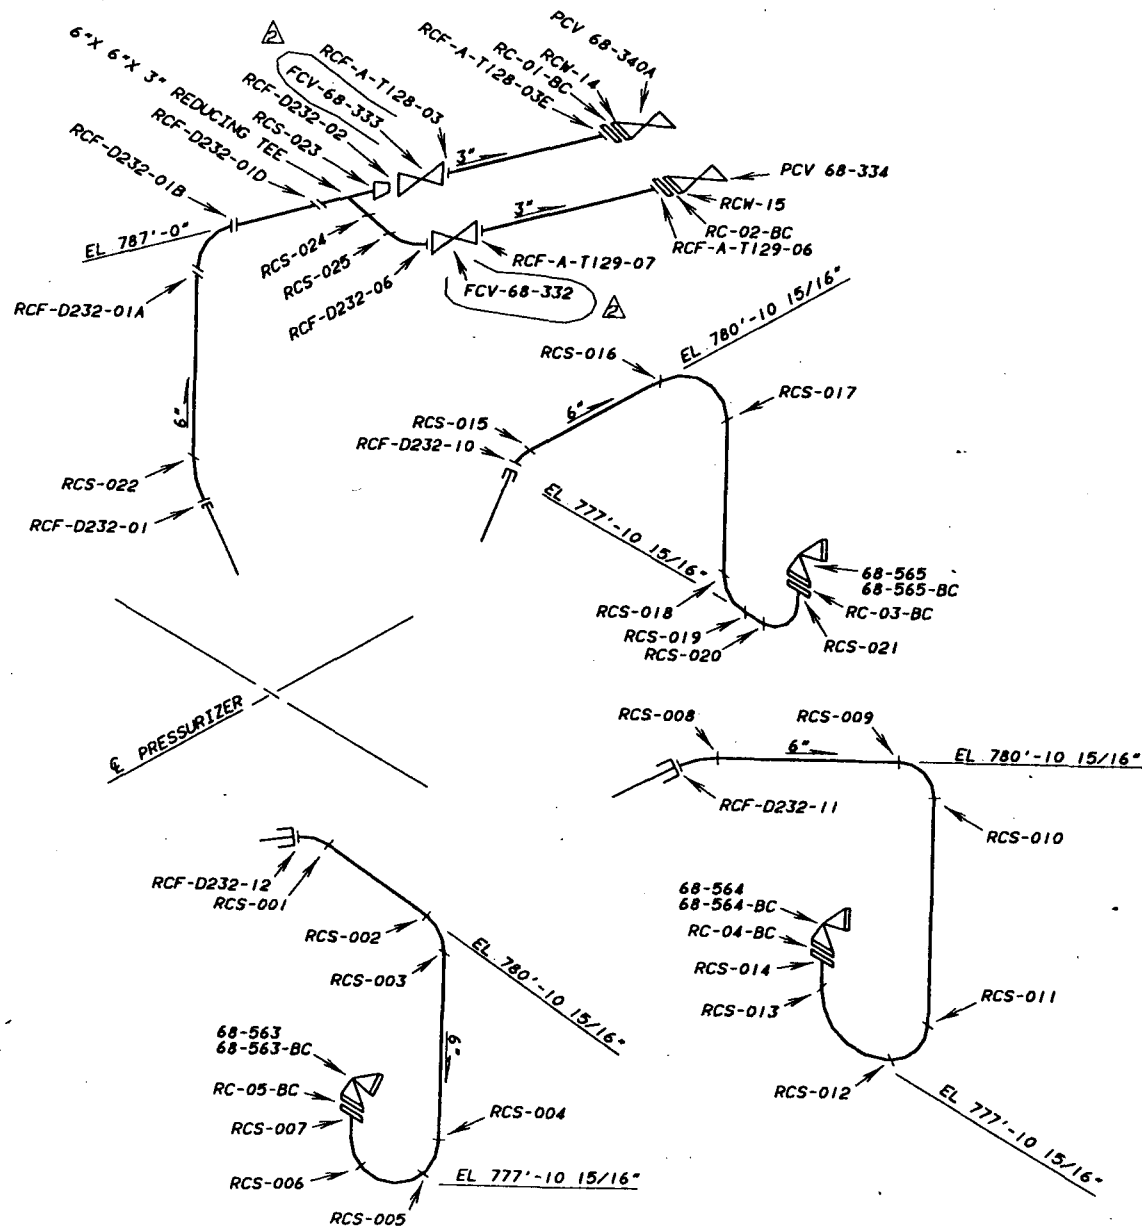 PCV 68-340A
RCW-14
RC-01-BC
RCF-A-T128-03E
2
RCF-A-T128-03
FCV-68-333
RCF-D232-02
RCS-023
6"X 6"X 3" REDUCING TEE
RCF-D232-01D
RCF-D232-01B
3"
PCV 68-334
RCW-15
RC-02-BC
RCF-A-T129-06
3"
EL 787'-0"
RCS-024
RCS-025
RCF-D232-06
RCF-A-T129-07
FCV-68-332
2
RCF-D232-01A
6"
RCS-022
RCF-D232-01
EL 780'-10 15/16"
RCS-016
RCS-017
6"
RCS-015
RCF-D232-10
EL 777'-10 15/16"
68-565
68-565-BC
RC-03-BC
RCS-018
RCS-019
RCS-020
RCS-021
℄ PRESSURIZER
RCS-008
RCS-009
6"
EL 780'-10 15/16"
RCF-D232-11
RCS-010
68-564
68-564-BC
RC-04-BC
RCS-014
RCS-013
RCS-011
RCS-012
EL 777'-10 15/16"
RCF-D232-12
RCS-001
RCS-002
RCS-003
EL 780'-10 15/16"
6"
68-563
68-563-BC
RC-05-BC
RCS-007
RCS-004
RCS-006
EL 777'-10 15/16"
RCS-005